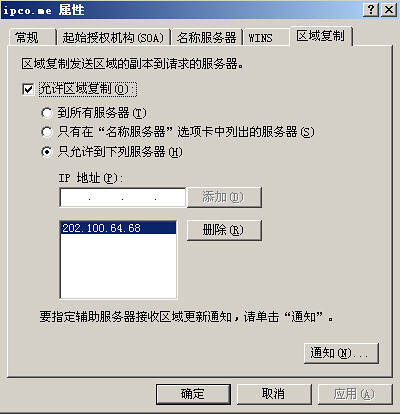 ipco.me 属性
常规 起始授权机构(SOA) 名称服务器 WINS 区域复制
区域复制发送区域的副本到请求的服务器。
允许区域复制(O):
到所有服务器(T)
只有在“名称服务器”选项卡中列出的服务器(S)
只允许到下列服务器(H)
IP 地址(P):
. . . 添加(D)
202.100.64.68 删除(R)
要指定辅助服务器接收区域更新通知,请单击“通知”。
通知(N)...
确定 取消 应用(A)